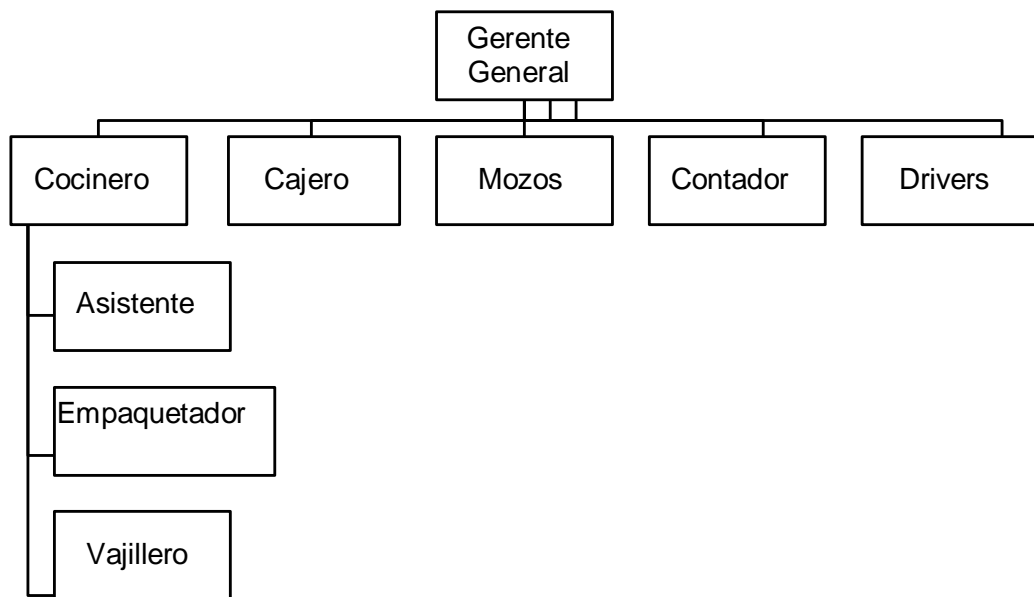 Gerente
General
Cocinero
Cajero
Mozos
Contador
Drivers
Asistente
Empaquetador
Vajillero